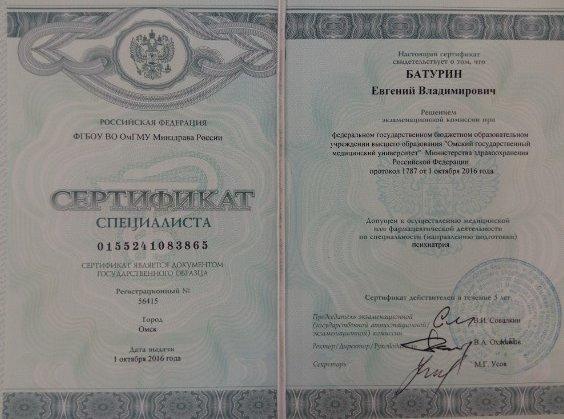 РОССИЙСКАЯ ФЕДЕРАЦИЯ
ФГБОУ ВО ОмГМУ Минздрава России
СЕРТИФИКАТ
СПЕЦИАЛИСТА
0155241083865
СЕРТИФИКАТ ЯВЛЯЕТСЯ ДОКУМЕНТОМ
ГОСУДАРСТВЕННОГО ОБРАЗЦА
Регистрационный №
56415
Город
Омск
Дата выдачи
1 октября 2016 года
Настоящий сертификат
свидетельствует о том, что
БАТУРИН
Евгений Владимирович
Решением
экзаменационной комиссии при
федеральном государственном бюджетном образовательном
учреждении высшего образования "Омский государственный
медицинский университет" Министерства здравоохранения
Российской Федерации
протокол 1787 от 1 октября 2016 года.
Допущен к осуществлению медицинской
или фармацевтической деятельности
по специальности (направлению подготовки)
психиатрия
Сертификат действителен в течение 5 лет.
Председатель экзаменационной
(государственной аттестационной,
экзаменационной) комиссии
В.И. Совалкин
Ректор/Директор/Руководитель
В.А.
Секретарь
М.Г. Усов